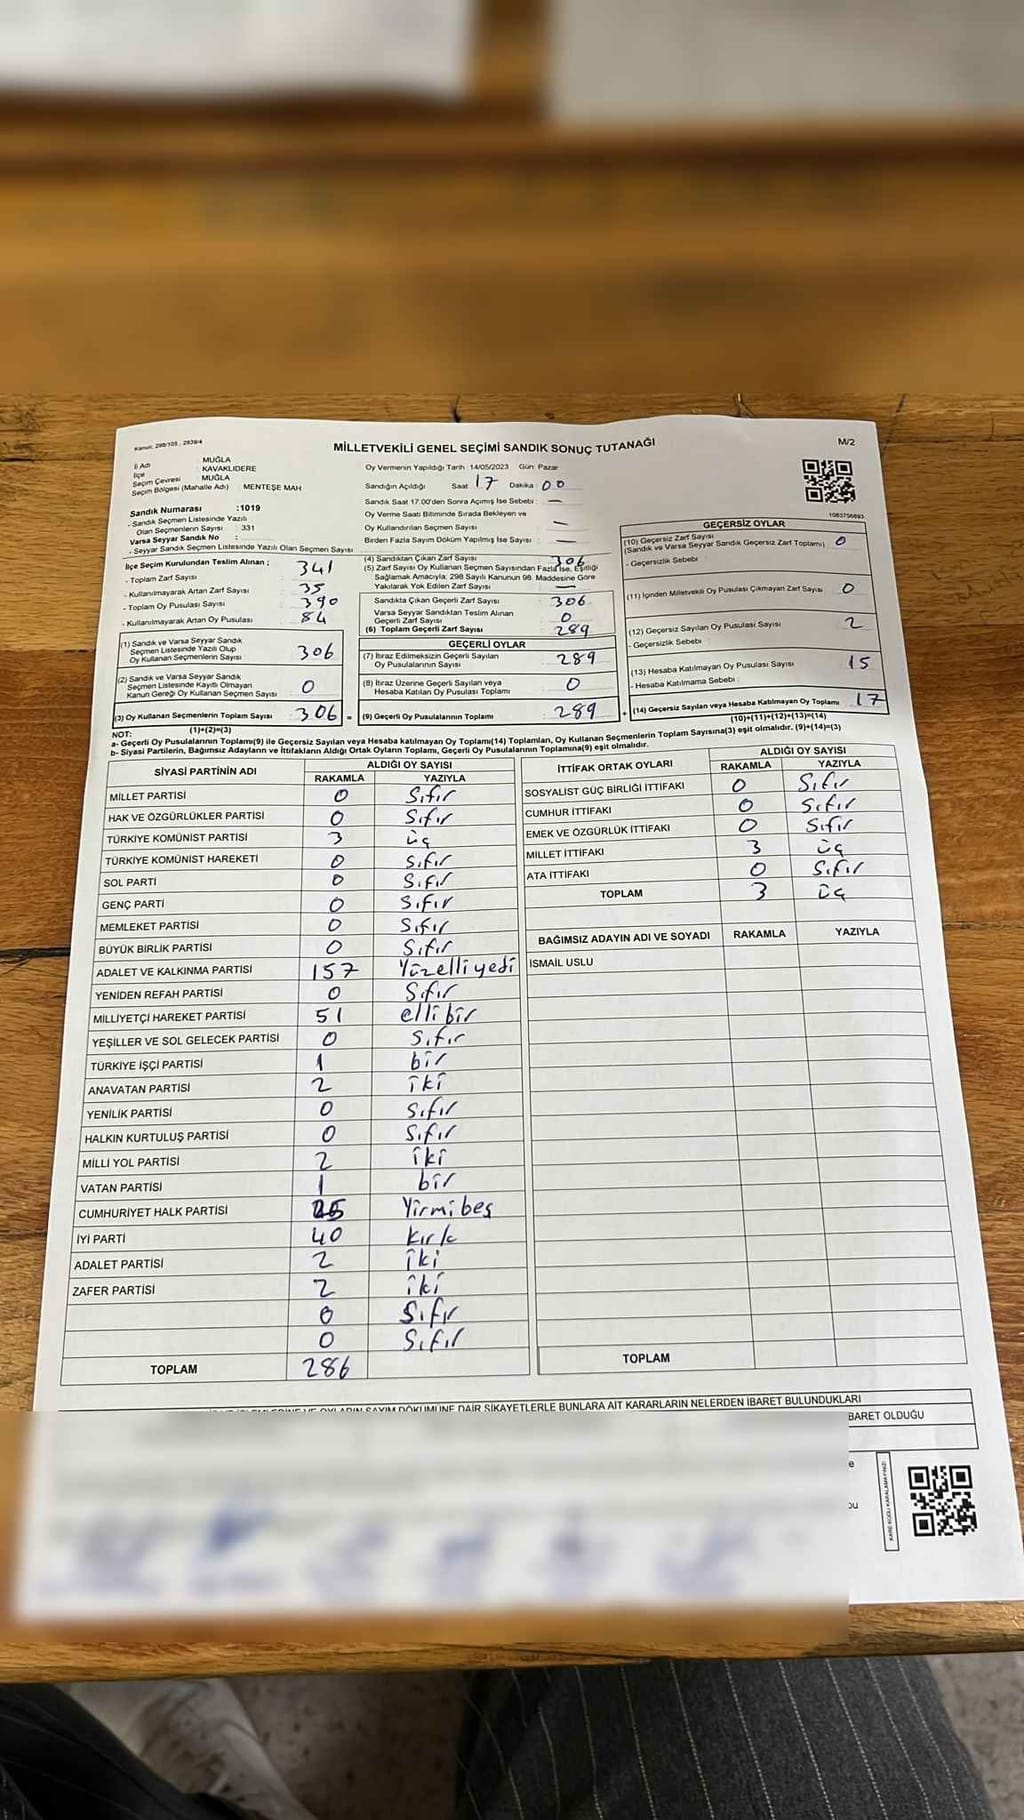 Kanun: 298/105 , 2839/4
MİLLETVEKİLİ GENEL SEÇİMİ SANDIK SONUÇ TUTANAĞI
M/2
İl Adı MUĞLA
İlçe KAVAKLIDERE
Seçim Çevresi MUĞLA
Seçim Bölgesi (Mahalle Adı) MENTEŞE MAH
Sandık Numarası :1019
- Sandık Seçmen Listesinde Yazılı
Olan Seçmenlerin Sayısı : 331
Varsa Seyyar Sandık No :
- Seyyar Sandık Seçmen Listesinde Yazılı Olan Seçmen Sayısı
Oy Vermenin Yapıldığı Tarih :14/05/2023 Gün: Pazar
Sandığın Açıldığı Saat 17 Dakika 00
Sandık Saat 17.00'den Sonra Açımış İse Sebebi : —
Oy Verme Saati Bitiminde Sırada Bekleyen ve
Oy Kullandırılan Seçmen Sayısı —
Birden Fazla Sayım Döküm Yapılmış İse Sayısı —
1083756893
İlçe Seçim Kurulundan Teslim Alınan ;
- Toplam Zarf Sayısı 341
- Kullanılmayarak Artan Zarf Sayısı 35
- Toplam Oy Pusulası Sayısı 390
- Kullanılmayarak Artan Oy Pusulası 84
(1) Sandık ve Varsa Seyyar Sandık
Seçmen Listesinde Yazılı Olup
Oy Kullanan Seçmenlerin Sayısı 306
(2) Sandık ve Varsa Seyyar Sandık
Seçmen Listesinde Kayıtlı Olmayan
Kanun Gereği Oy Kullanan Seçmen Sayısı 0
(3) Oy Kullanan Seçmenlerin Toplam Sayısı 306 =
(4) Sandıktan Çıkan Zarf Sayısı 306
(5) Zarf Sayısı Oy Kullanan Seçmen Sayısından Fazla İse, Eşitliği
Sağlamak Amacıyla; 298 Sayılı Kanunun 98. Maddesine Göre
Yakılarak Yok Edilen Zarf Sayısı —
Sandıkta Çıkan Geçerli Zarf Sayısı 306
Varsa Seyyar Sandıktan Teslim Alınan
Geçerli Zarf Sayısı 0
(6) Toplam Geçerli Zarf Sayısı 289
GEÇERLİ OYLAR
(7) İtiraz Edilmeksizin Geçerli Sayılan
Oy Pusulalarının Sayısı 289
(8) İtiraz Üzerine Geçerli Sayılan veya
Hesaba Katılan Oy Pusulası Toplamı 0
(9) Geçerli Oy Pusulalarının Toplamı 289 +
GEÇERSİZ OYLAR
(10) Geçersiz Zarf Sayısı
(Sandık ve Varsa Seyyar Sandık Geçersiz Zarf Toplamı) 0
- Geçersizlik Sebebi :
(11) İçinden Milletvekili Oy Pusulası Çıkmayan Zarf Sayısı 0
(12) Geçersiz Sayılan Oy Pusulası Sayısı 2
- Geçersizlik Sebebi :
(13) Hesaba Katılmayan Oy Pusulası Sayısı 15
- Hesaba Katılmama Sebebi :
(14) Geçersiz Sayılan veya Hesaba Katılmayan Oy Toplamı 17
NOT: (1)+(2)=(3)
(10)+(11)+(12)+(13)=(14)
a- Geçerli Oy Pusulalarının Toplamı(9) ile Geçersiz Sayılan veya Hesaba katılmayan Oy Toplamı(14) Toplamları, Oy Kullanan Seçmenlerin Toplam Sayısına(3) eşit olmalıdır. (9)+(14)=(3)
b- Siyasi Partilerin, Bağımsız Adayların ve İttifakların Aldığı Ortak Oyların Toplamı, Geçerli Oy Pusulalarının Toplamına(9) eşit olmalıdır.
SİYASİ PARTİNİN ADI ALDIĞI OY SAYISI
RAKAMLA YAZIYLA
MİLLET PARTİSİ 0 Sıfır
HAK VE ÖZGÜRLÜKLER PARTİSİ 0 Sıfır
TÜRKİYE KOMÜNİST PARTİSİ 3 üç
TÜRKİYE KOMÜNİST HAREKETİ 0 Sıfır
SOL PARTİ 0 Sıfır
GENÇ PARTİ 0 Sıfır
MEMLEKET PARTİSİ 0 Sıfır
BÜYÜK BİRLİK PARTİSİ 0 Sıfır
ADALET VE KALKINMA PARTİSİ 157 Yüzelliyedi
YENİDEN REFAH PARTİSİ 0 Sıfır
MİLLİYETÇİ HAREKET PARTİSİ 51 ellibir
YEŞİLLER VE SOL GELECEK PARTİSİ 0 Sıfır
TÜRKİYE İŞÇİ PARTİSİ 1 bir
ANAVATAN PARTİSİ 2 iki
YENİLİK PARTİSİ 0 Sıfır
HALKIN KURTULUŞ PARTİSİ 0 Sıfır
MİLLİ YOL PARTİSİ 2 iki
VATAN PARTİSİ 1 bir
CUMHURİYET HALK PARTİSİ 25 Yirmibeş
İYİ PARTİ 40 Kırk
ADALET PARTİSİ 2 iki
ZAFER PARTİSİ 2 iki
0 Sıfır
0 Sıfır
TOPLAM 286
İTTİFAK ORTAK OYLARI ALDIĞI OY SAYISI
RAKAMLA YAZIYLA
SOSYALİST GÜÇ BİRLİĞİ İTTİFAKI 0 Sıfır
CUMHUR İTTİFAKI 0 Sıfır
EMEK VE ÖZGÜRLÜK İTTİFAKI 0 Sıfır
MİLLET İTTİFAKI 3 üç
ATA İTTİFAKI 0 Sıfır
TOPLAM 3 üç
BAĞIMSIZ ADAYIN ADI VE SOYADI RAKAMLA YAZIYLA
İSMAİL USLU
TOPLAM
OYLARIN SAYIM DÖKÜMÜNE DAİR ŞİKAYETLERLE BUNLARA AİT KARARLARIN NELERDEN İBARET BULUNDUKLARI
BARET OLDUĞU